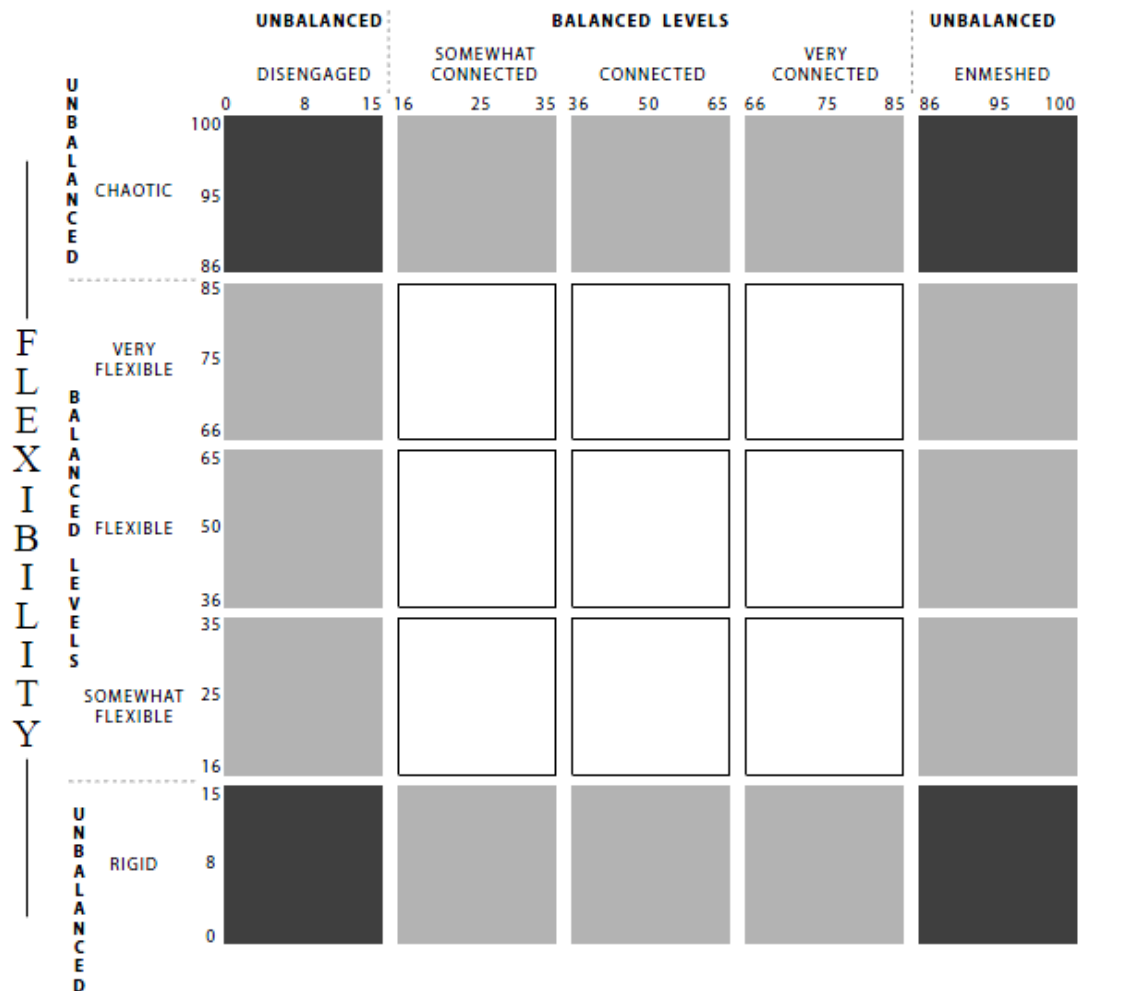 UNBALANCED BALANCED LEVELS UNBALANCED
SOMEWHAT
CONNECTED
VERY
CONNECTED
DISENGAGED CONNECTED ENMESHED
0 8 15 16 25 35 36 50 65 66 75 85 86 95 100
UNBALANCED
100
CHAOTIC 95
86
FLEXIBILITY
BALANCED LEVELS
85
VERY
FLEXIBLE
75
66
65
FLEXIBLE 50
36
35
SOMEWHAT
FLEXIBLE
25
16
UNBALANCED
15
RIGID 8
0